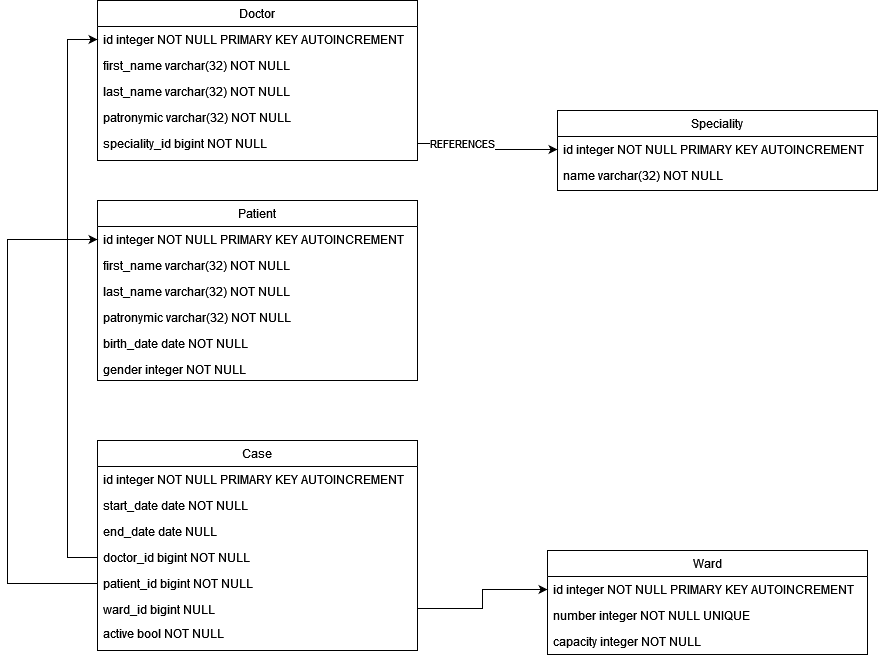 Doctor
id integer NOT NULL PRIMARY KEY AUTOINCREMENT
first_name varchar(32) NOT NULL
last_name varchar(32) NOT NULL
patronymic varchar(32) NOT NULL
speciality_id bigint NOT NULL
REFERENCES
Speciality
id integer NOT NULL PRIMARY KEY AUTOINCREMENT
name varchar(32) NOT NULL
Patient
id integer NOT NULL PRIMARY KEY AUTOINCREMENT
first_name varchar(32) NOT NULL
last_name varchar(32) NOT NULL
patronymic varchar(32) NOT NULL
birth_date date NOT NULL
gender integer NOT NULL
Case
id integer NOT NULL PRIMARY KEY AUTOINCREMENT
start_date date NOT NULL
end_date date NULL
doctor_id bigint NOT NULL
patient_id bigint NOT NULL
ward_id bigint NULL
active bool NOT NULL
Ward
id integer NOT NULL PRIMARY KEY AUTOINCREMENT
number integer NOT NULL UNIQUE
capacity integer NOT NULL